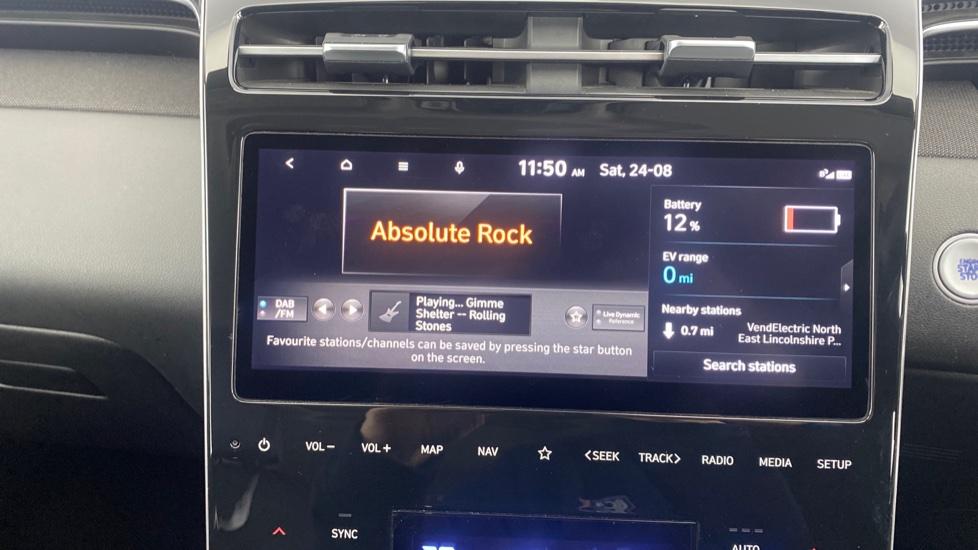 11:50 AM Sat, 24-08
Absolute Rock
DAB
/FM
Playing... Gimme
Shelter -- Rolling
Stones
Live Dynamic
Reference
Favourite stations/channels can be saved by pressing the star button
on the screen.
Battery
12 %
EV range
0 mi
Nearby stations
0.7 mi
VendElectric North
East Lincolnshire P...
Search stations
VOL− VOL+ MAP NAV <SEEK TRACK> RADIO MEDIA SETUP
SYNC
AUTO